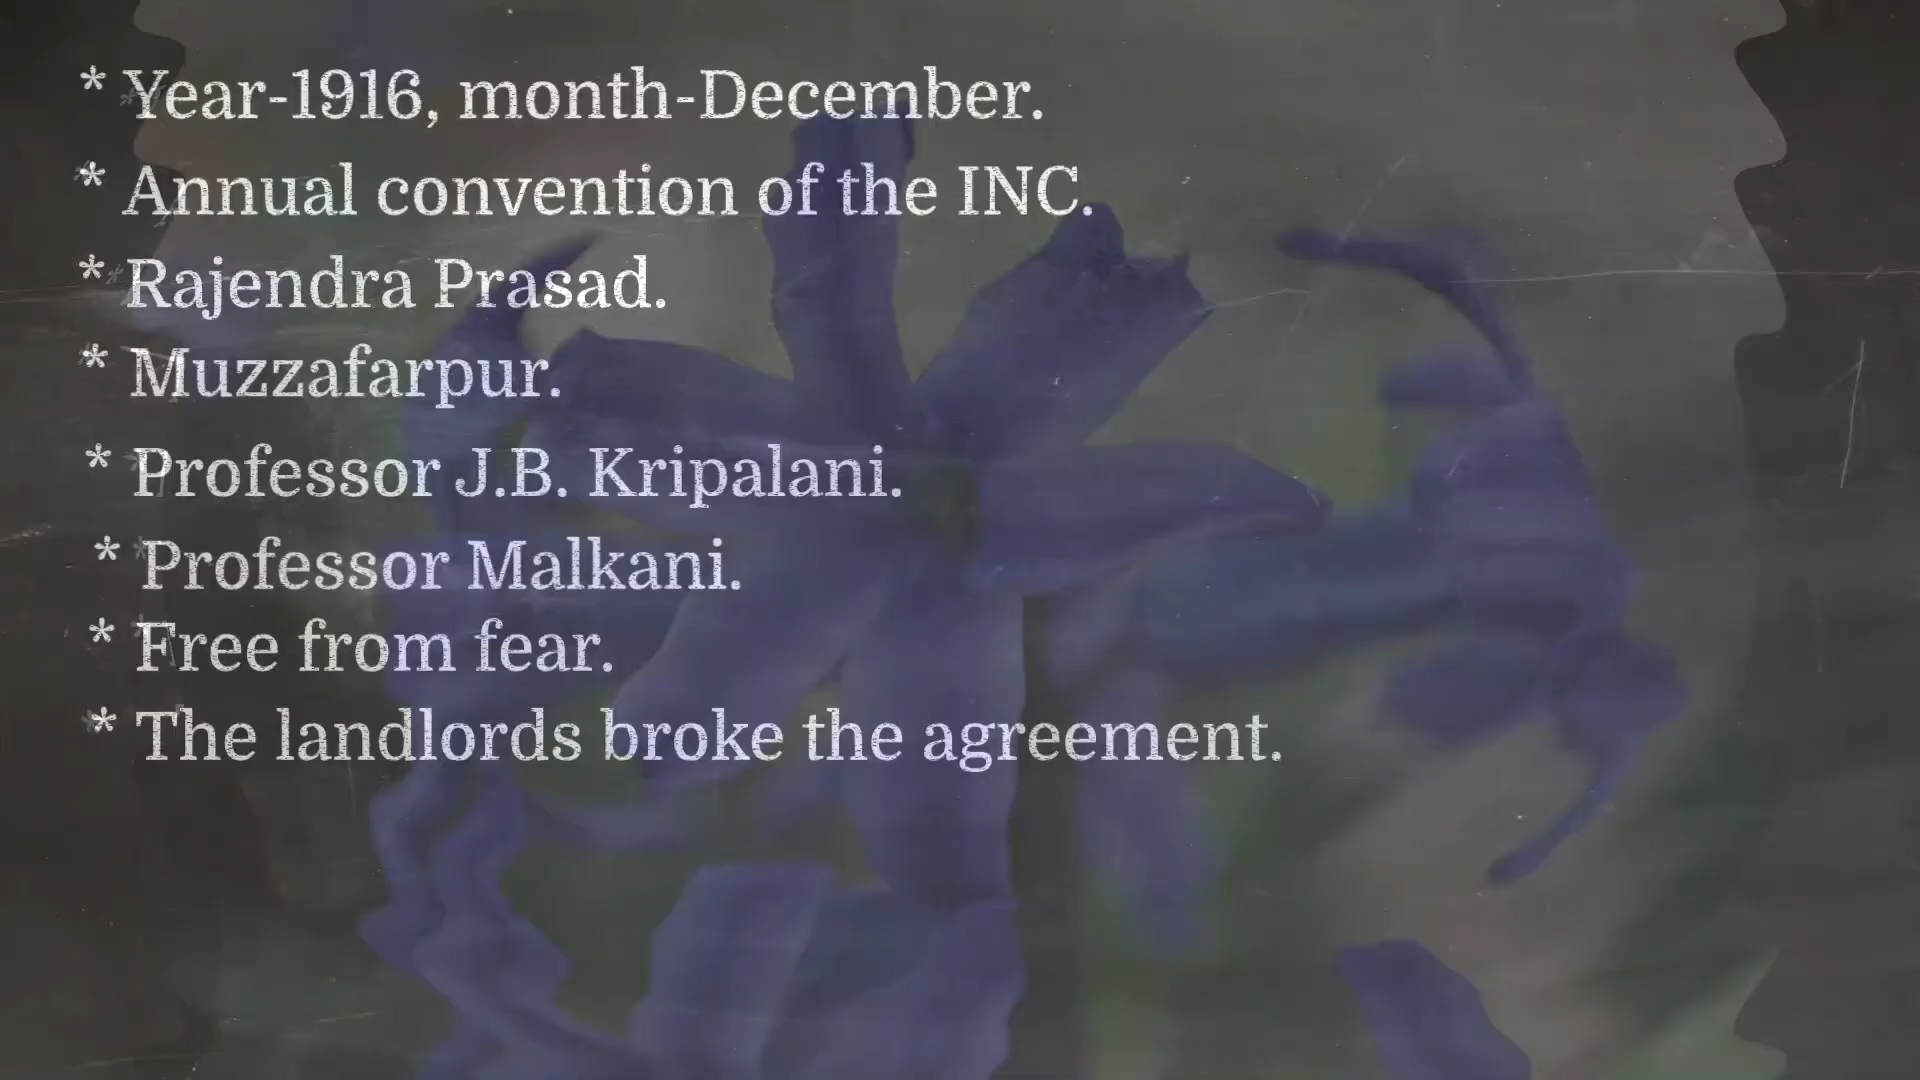 * Year-1916, month-December.
* Annual convention of the INC.
* Rajendra Prasad.
* Muzzafarpur.
* Professor J.B. Kripalani.
* Professor Malkani.
* Free from fear.
* The landlords broke the agreement.